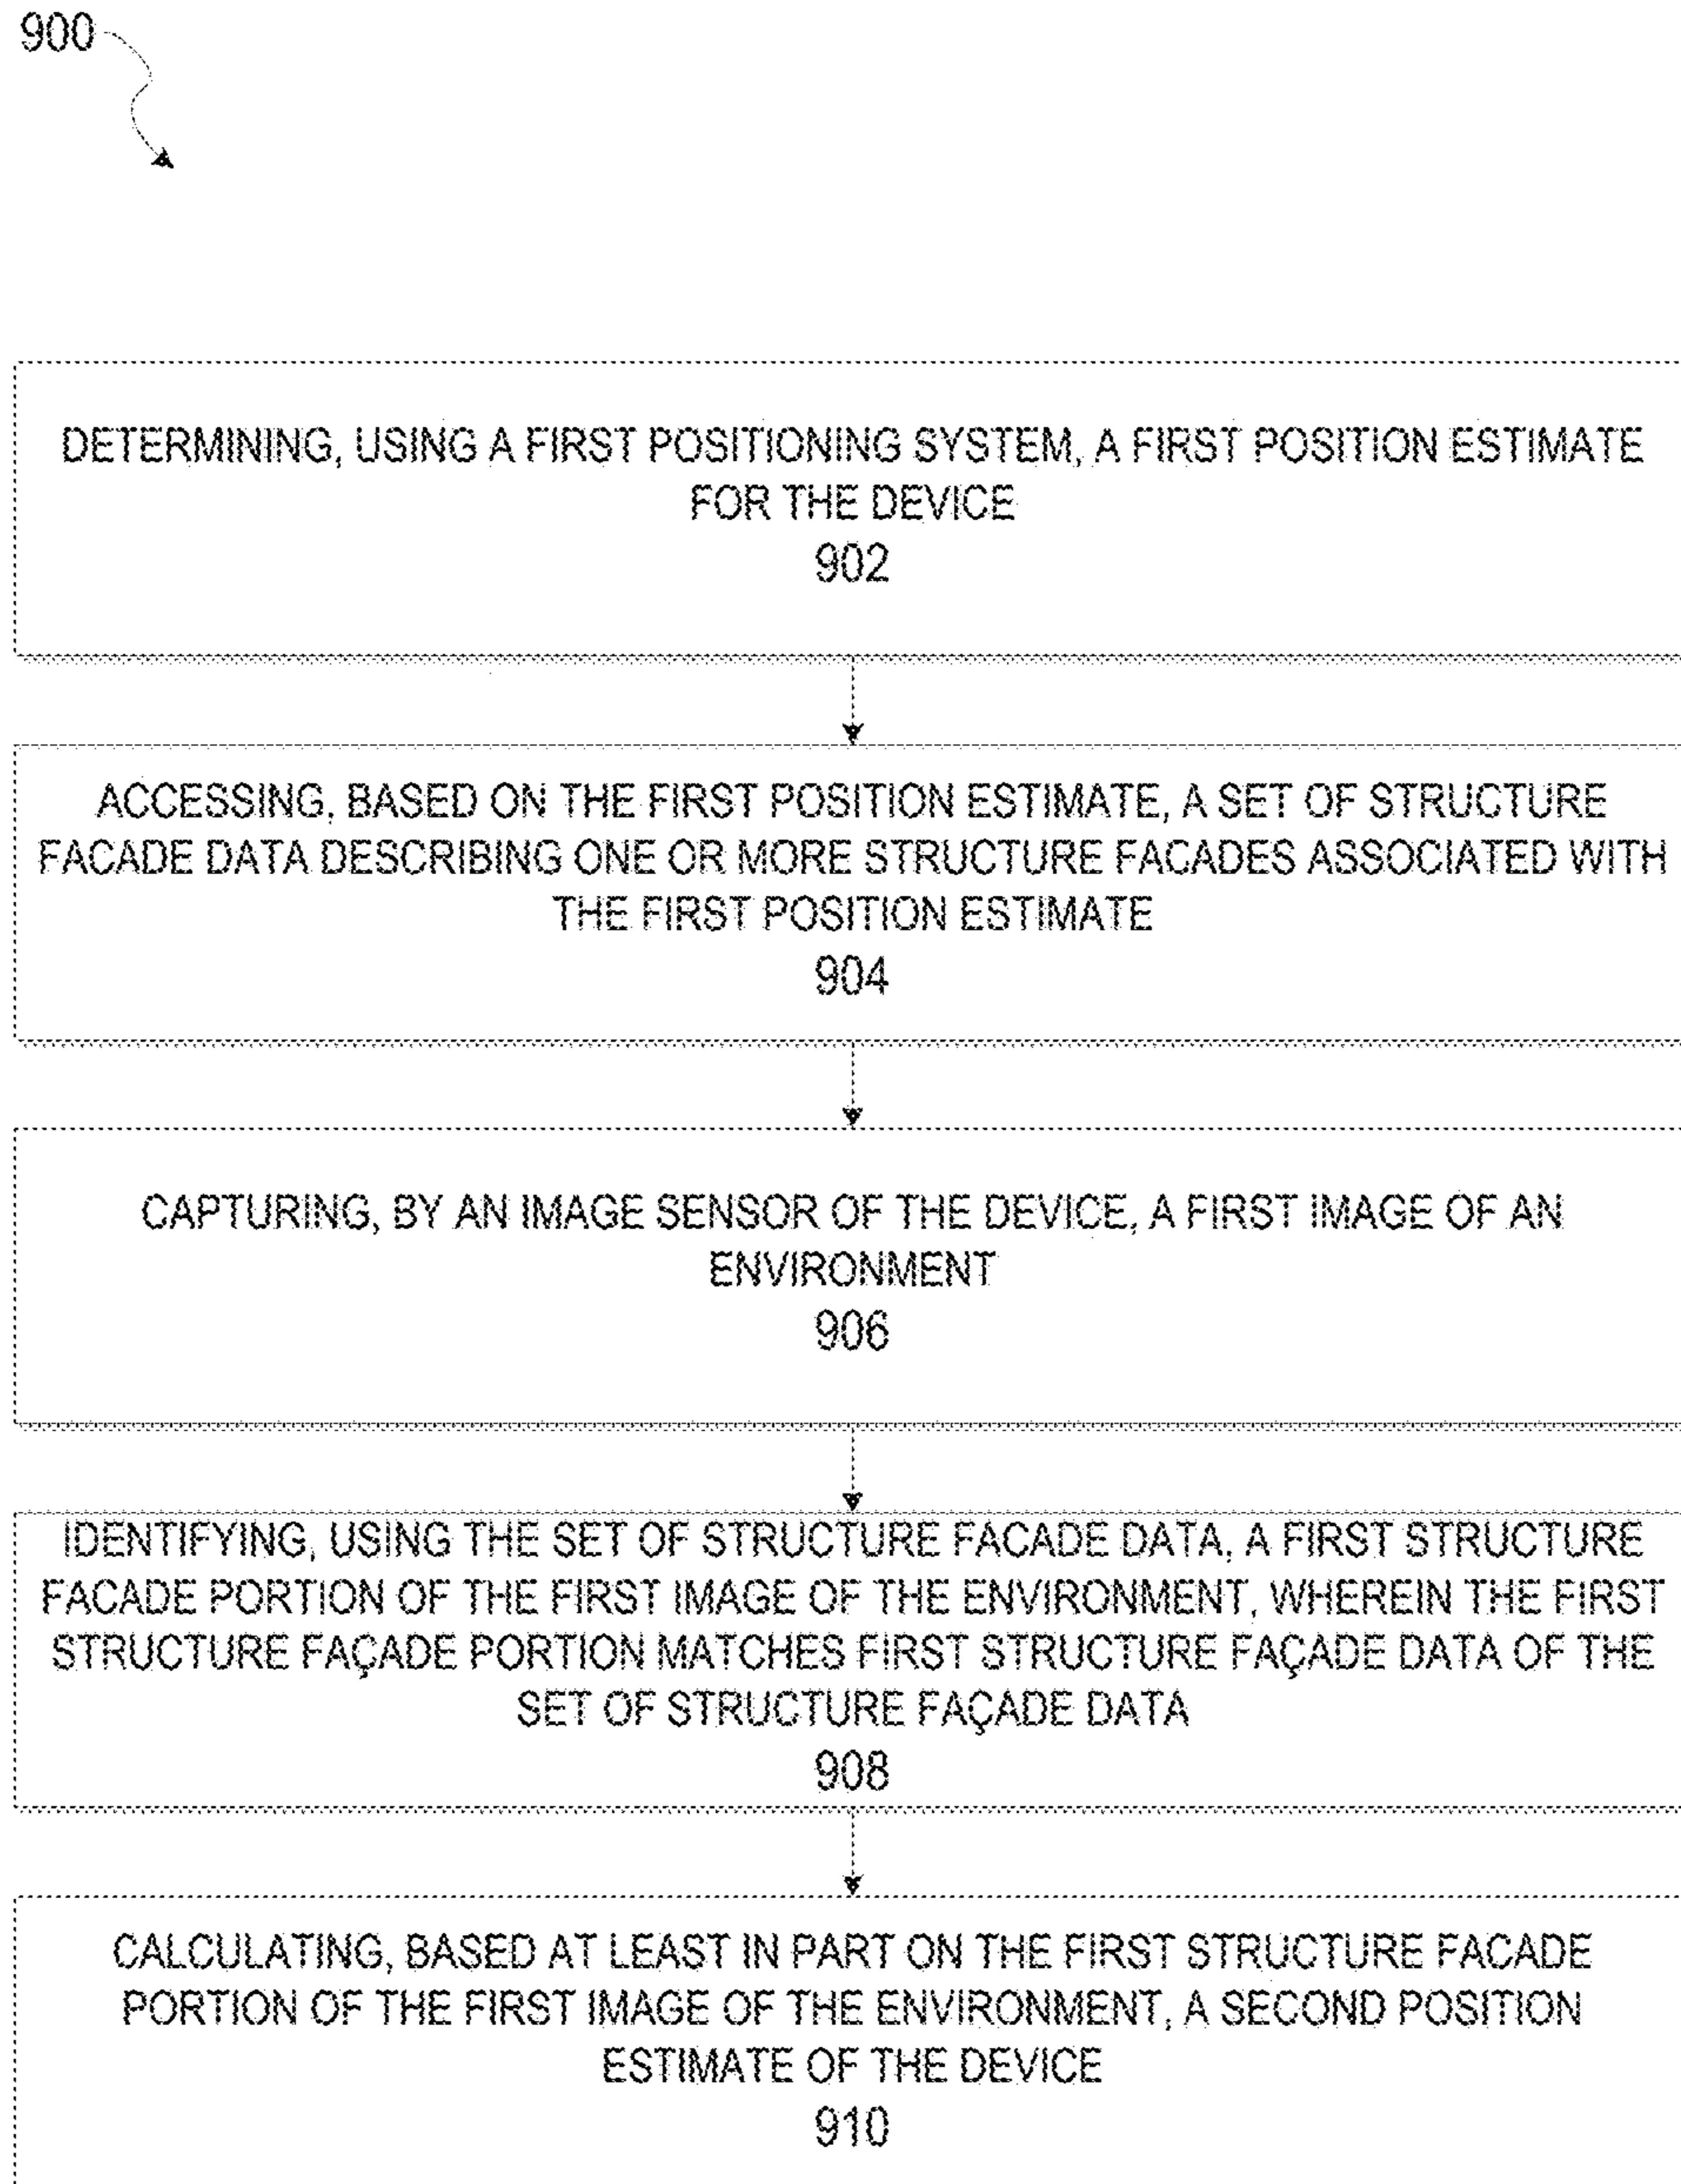 900
DETERMINING, USING A FIRST POSITIONING SYSTEM, A FIRST POSITION ESTIMATE
FOR THE DEVICE
902
ACCESSING, BASED ON THE FIRST POSITION ESTIMATE, A SET OF STRUCTURE
FACADE DATA DESCRIBING ONE OR MORE STRUCTURE FACADES ASSOCIATED WITH
THE FIRST POSITION ESTIMATE
904
CAPTURING, BY AN IMAGE SENSOR OF THE DEVICE, A FIRST IMAGE OF AN
ENVIRONMENT
906
IDENTIFYING, USING THE SET OF STRUCTURE FACADE DATA, A FIRST STRUCTURE
FACADE PORTION OF THE FIRST IMAGE OF THE ENVIRONMENT, WHEREIN THE FIRST
STRUCTURE FAÇADE PORTION MATCHES FIRST STRUCTURE FAÇADE DATA OF THE
SET OF STRUCTURE FAÇADE DATA
908
CALCULATING, BASED AT LEAST IN PART ON THE FIRST STRUCTURE FACADE
PORTION OF THE FIRST IMAGE OF THE ENVIRONMENT, A SECOND POSITION
ESTIMATE OF THE DEVICE
910